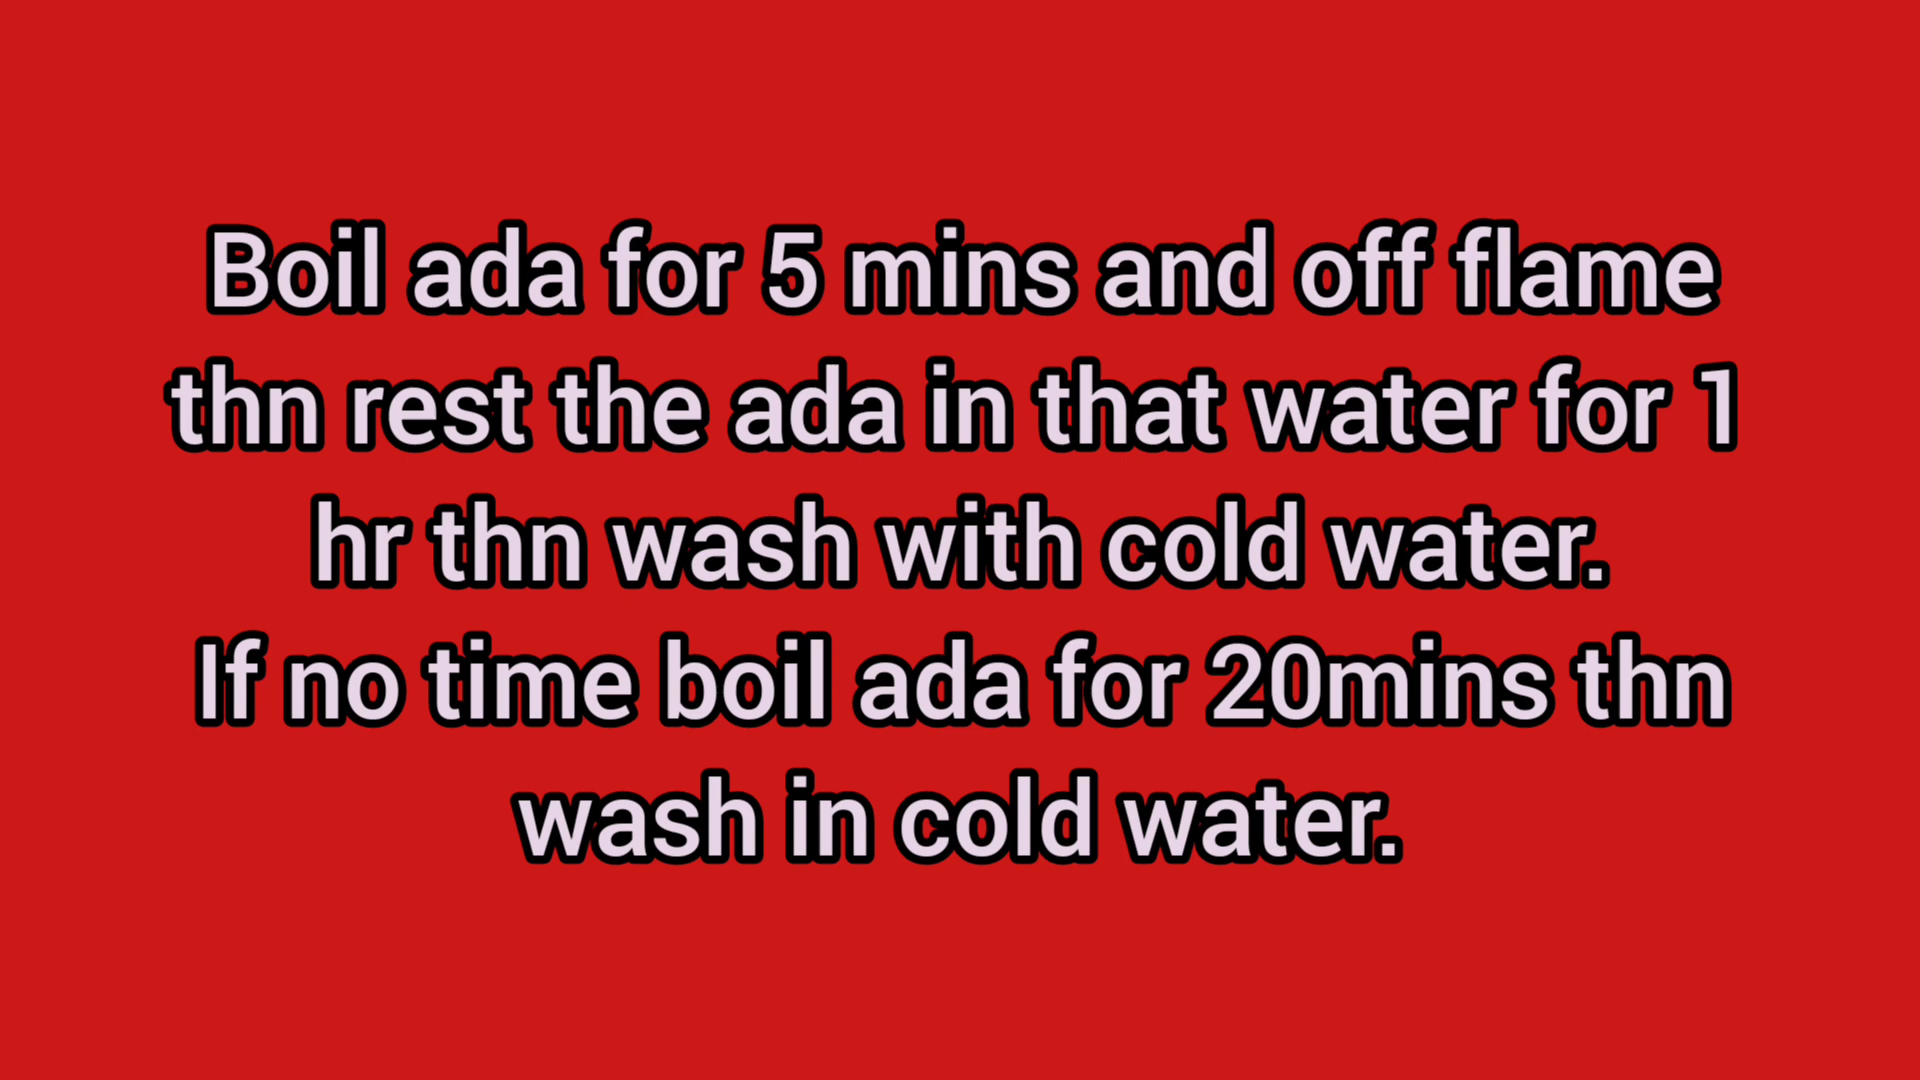 Boil ada for 5 mins and off flame
thn rest the ada in that water for 1
hr thn wash with cold water.
If no time boil ada for 20mins thn
wash in cold water.